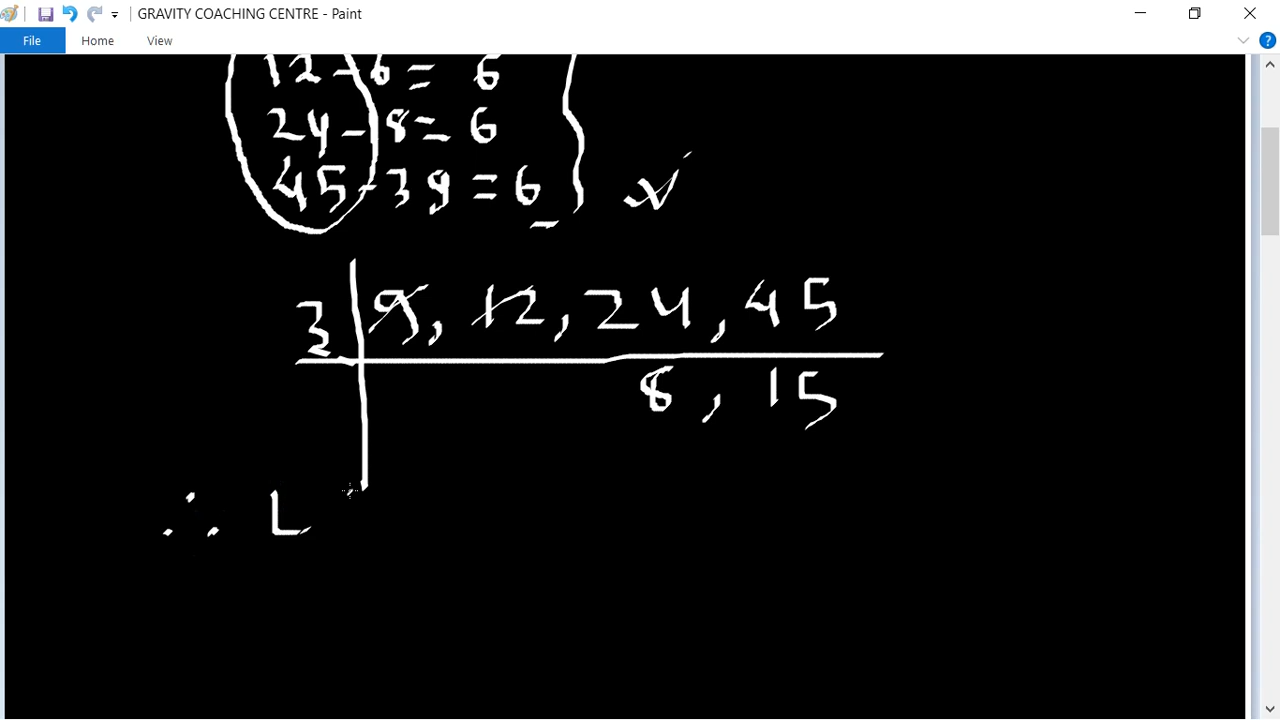 GRAVITY COACHING CENTRE - Paint
File Home View
12 - 6 = 6
24 - 8 = 6
45 - 39 = 6
3 | 9, 12, 24, 45
8, 15
∴ L